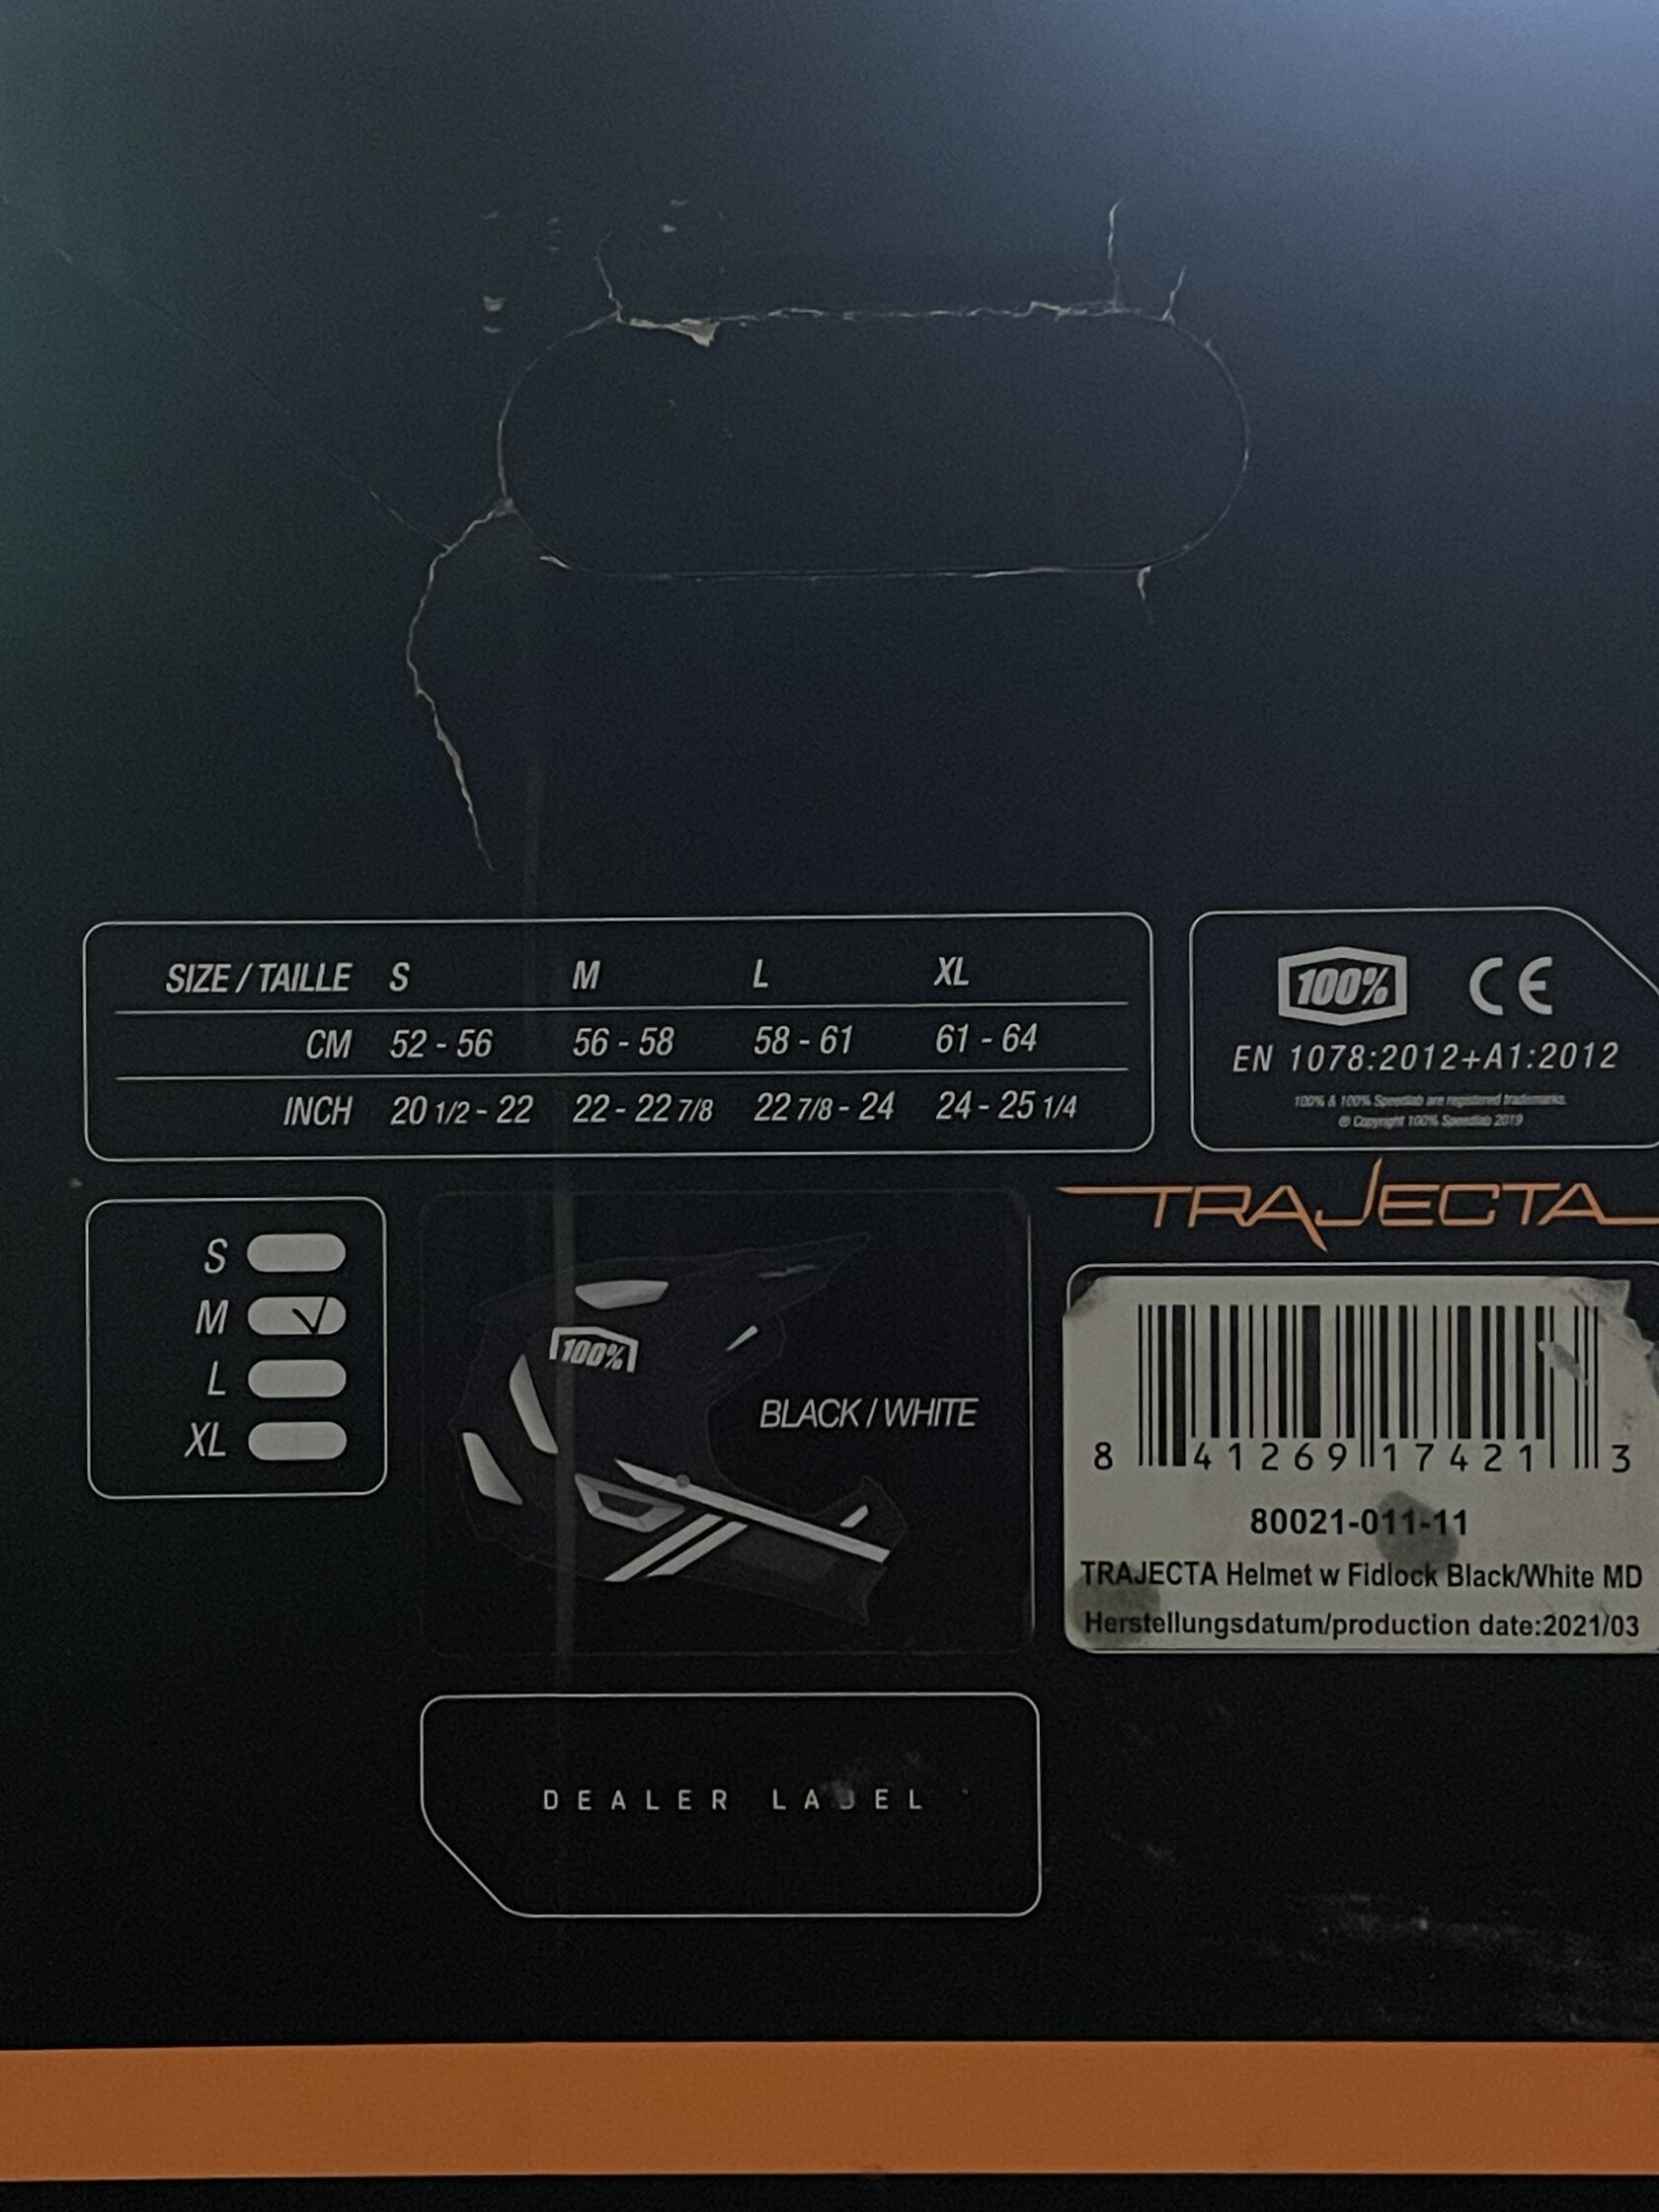 SIZE / TAILLE S M L XL
CM 52 - 56 56 - 58 58 - 61 61 - 64
INCH 20 1/2 - 22 22 - 22 7/8 22 7/8 - 24 24 - 25 1/4
100% CE
EN 1078:2012+A1:2012
100% & 100% Speedlab are registered trademarks.
© Copyright 100% Speedlab 2019
S
M
L
XL
100%
BLACK / WHITE
TRAJECTA
8 41269 17421 3
80021-011-11
TRAJECTA Helmet w Fidlock Black/White MD
Herstellungsdatum/production date:2021/03
DEALER LABEL